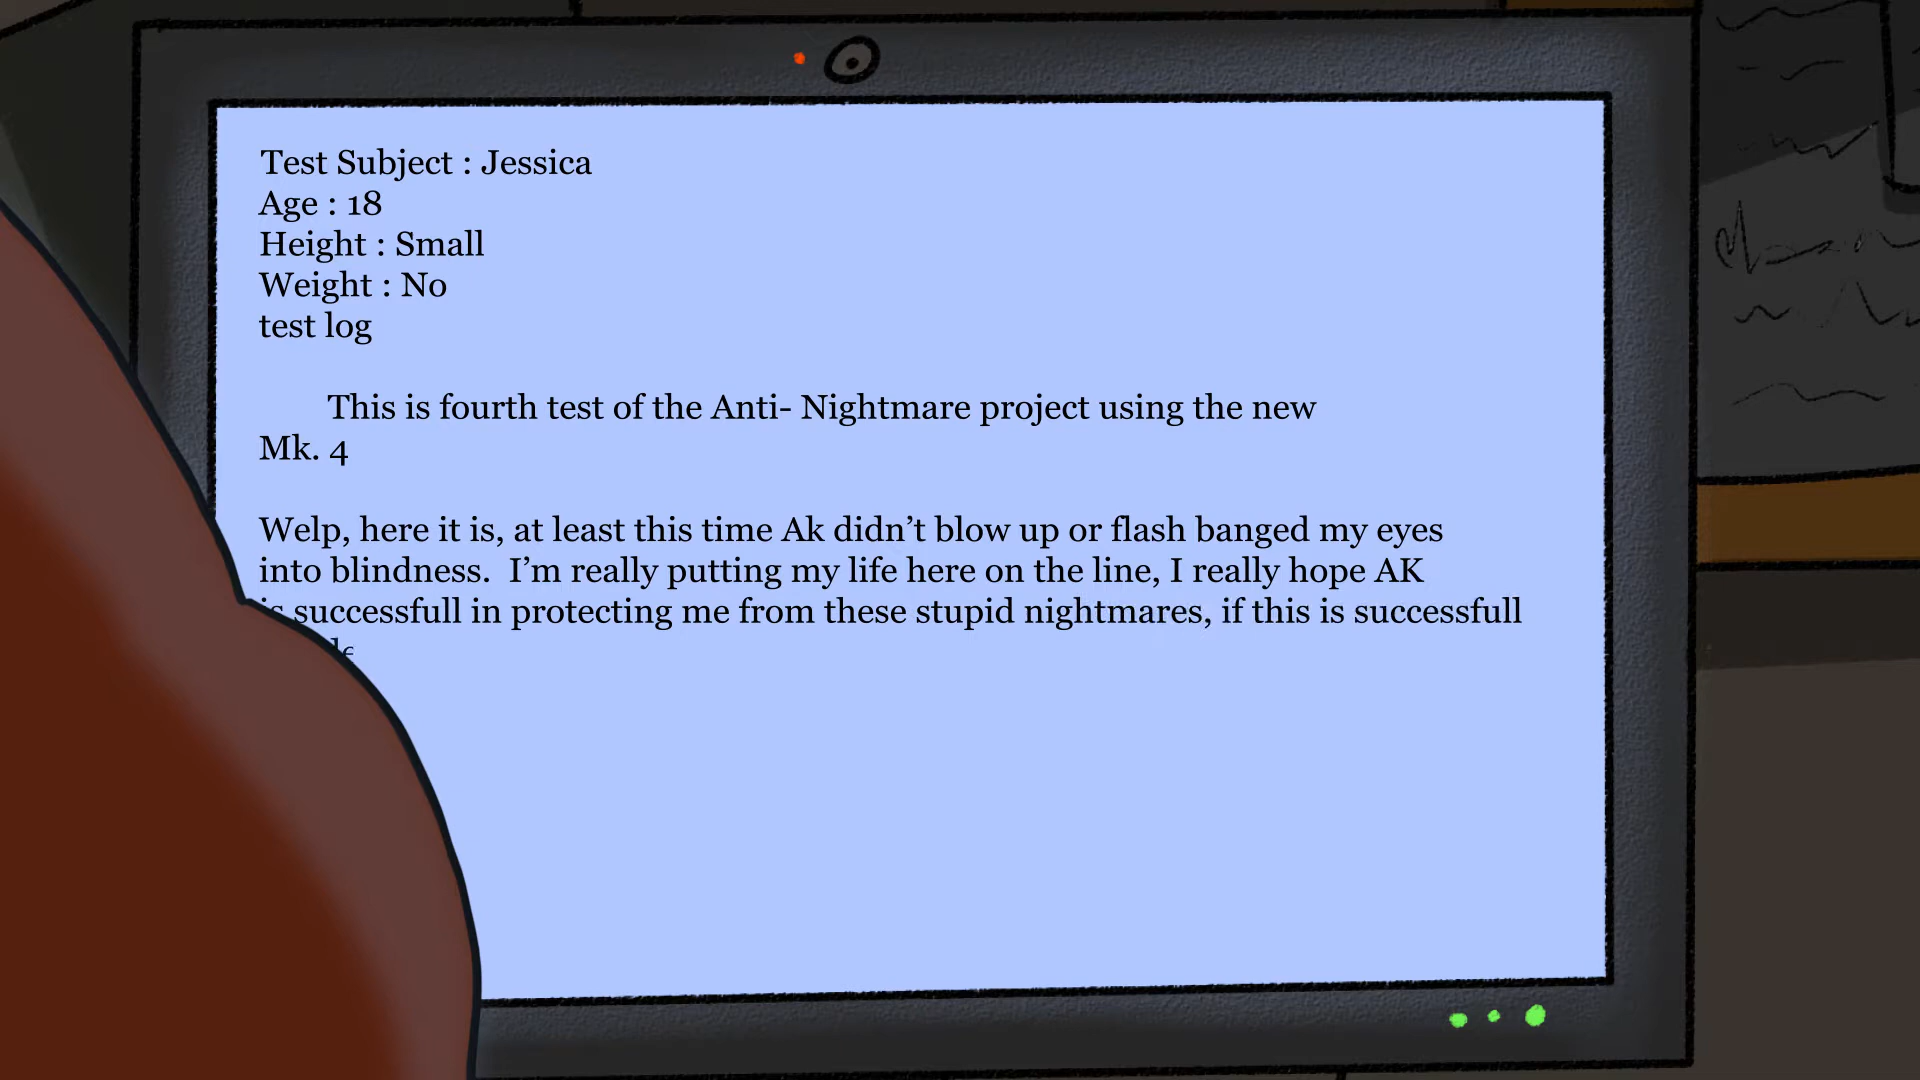 Test Subject : Jessica
Age : 18
Height : Small
Weight : No
test log
This is fourth test of the Anti- Nightmare project using the new
Mk. 4
Welp, here it is, at least this time Ak didn’t blow up or flash banged my eyes
into blindness.  I’m really putting my life here on the line, I really hope AK
is successfull in protecting me from these stupid nightmares, if this is successfull